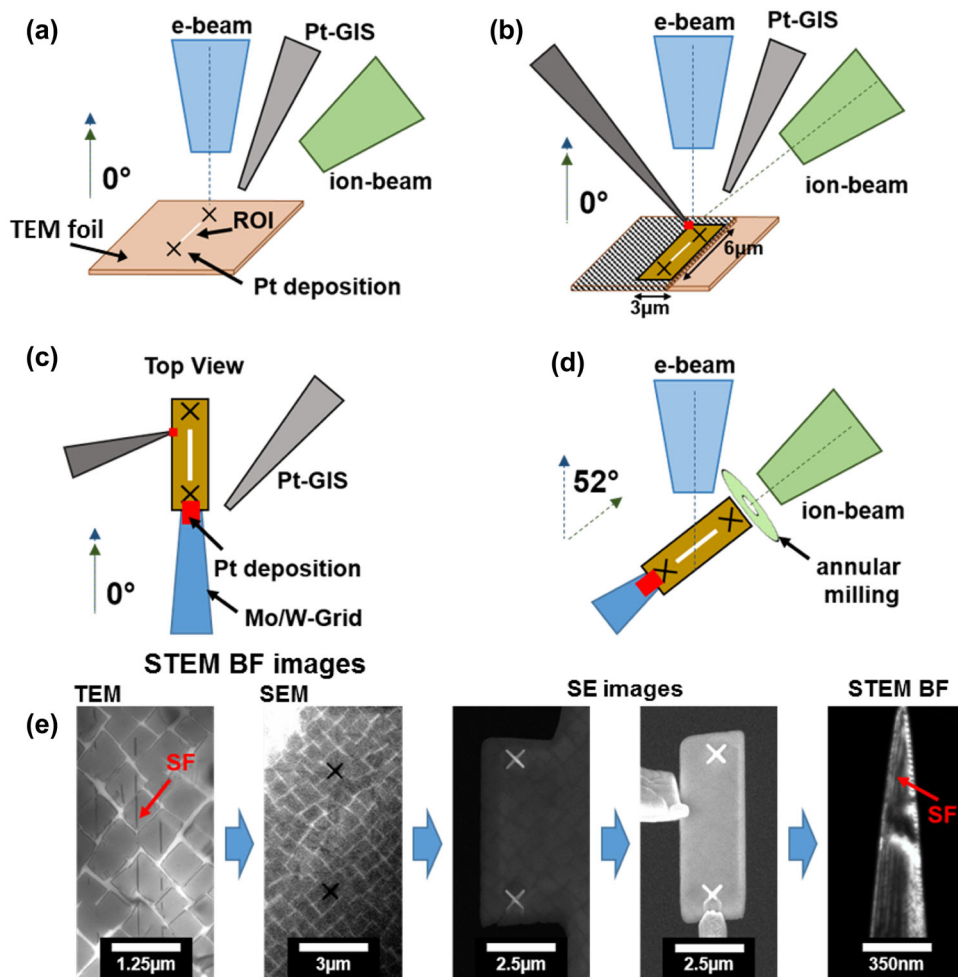 (a)
e-beam
Pt-GIS
0°
ion-beam
TEM foil
ROI
Pt deposition
(b)
e-beam
Pt-GIS
0°
ion-beam
6µm
3µm
(c)
Top View
Pt-GIS
0°
Pt deposition
Mo/W-Grid
(d)
e-beam
52°
ion-beam
annular
milling
STEM BF images
TEM
SEM
SE images
STEM BF
(e)
SF
SF
1.25µm
3µm
2.5µm
2.5µm
350nm